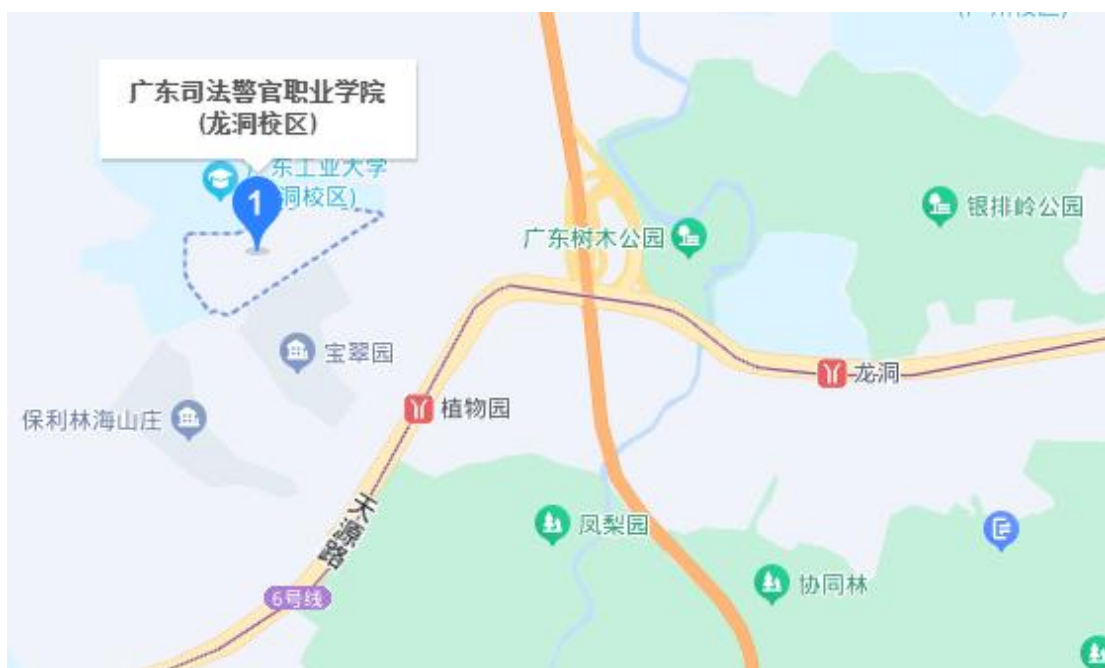 广东司法警官职业学院
(龙洞校区)
东工业大学
洞校区)
1
银排岭公园
广东树木公园
宝翠园
龙洞
植物园
保利林海山庄
天源路
凤梨园
协同林
6号线